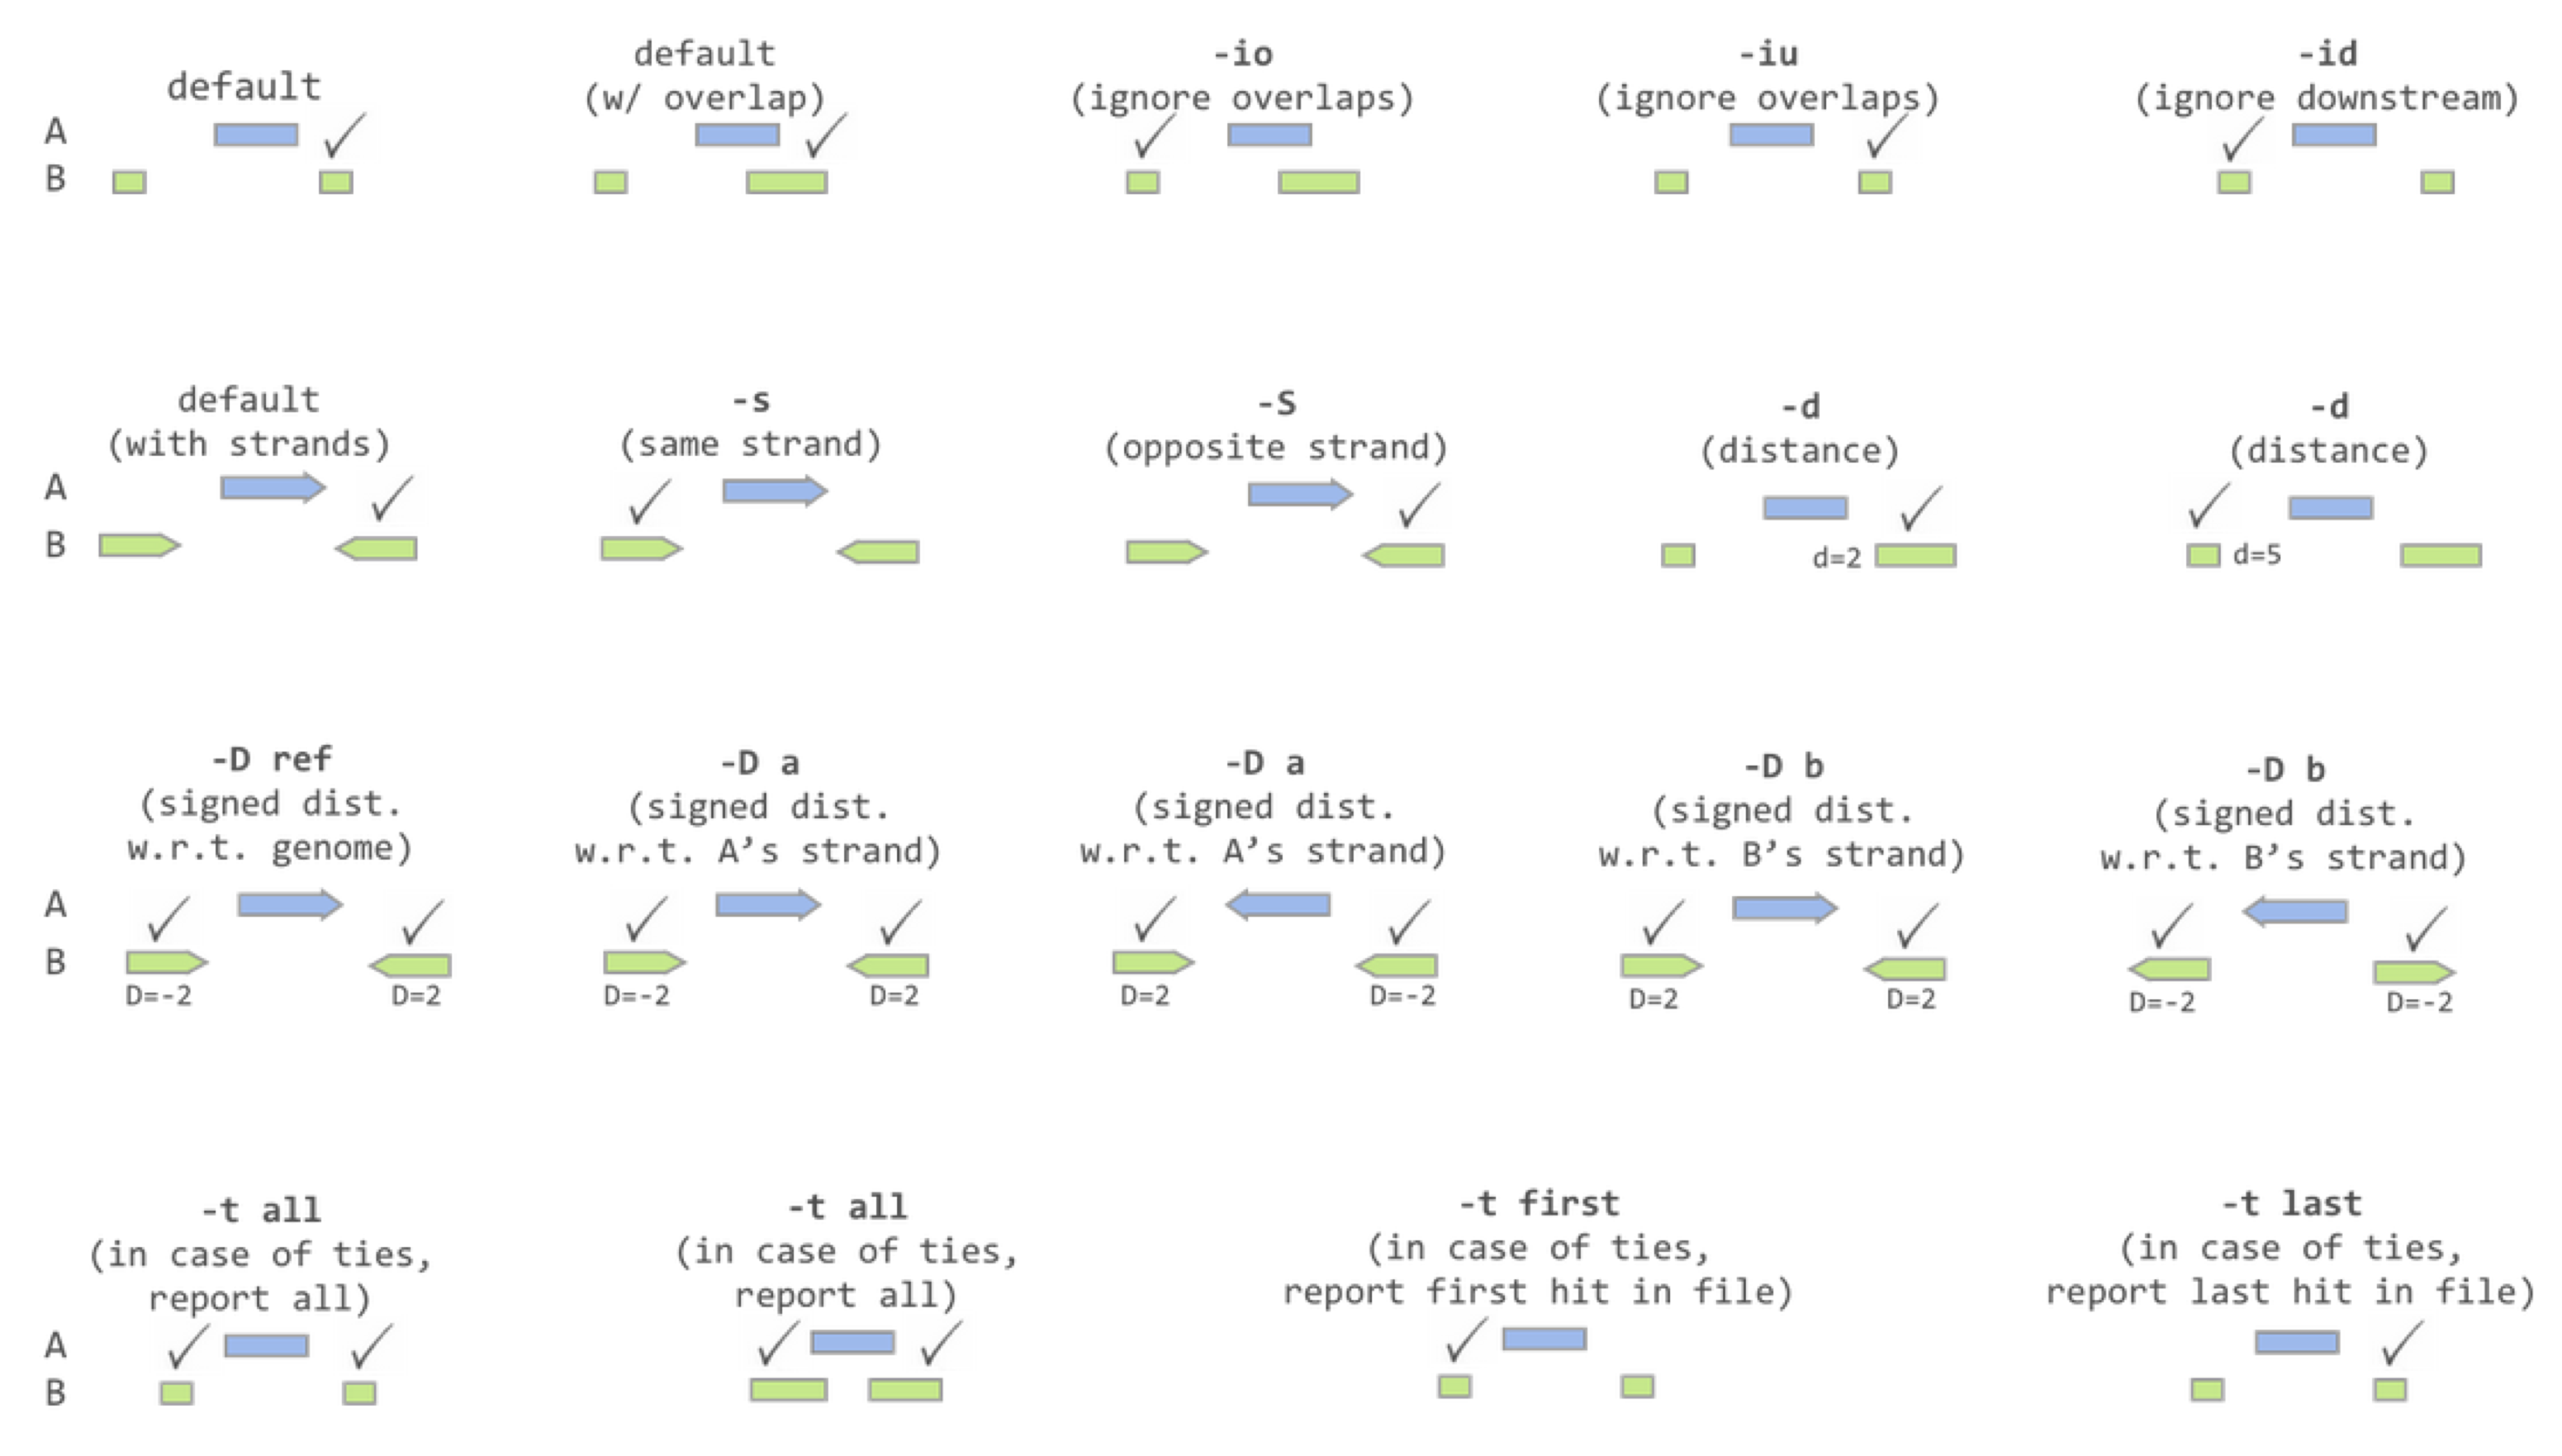 default
default
(w/ overlap)
-io
(ignore overlaps)
-iu
(ignore overlaps)
-id
(ignore downstream)
A
B
default
(with strands)
-s
(same strand)
-S
(opposite strand)
-d
(distance)
-d
(distance)
A
B
d=2
d=5
-D ref
(signed dist.
w.r.t. genome)
-D a
(signed dist.
w.r.t. A’s strand)
-D a
(signed dist.
w.r.t. A’s strand)
-D b
(signed dist.
w.r.t. B’s strand)
-D b
(signed dist.
w.r.t. B’s strand)
A
B
D=-2
D=2
D=-2
D=2
D=2
D=-2
D=2
D=2
D=-2
D=-2
-t all
(in case of ties,
report all)
-t all
(in case of ties,
report all)
-t first
(in case of ties,
report first hit in file)
-t last
(in case of ties,
report last hit in file)
A
B